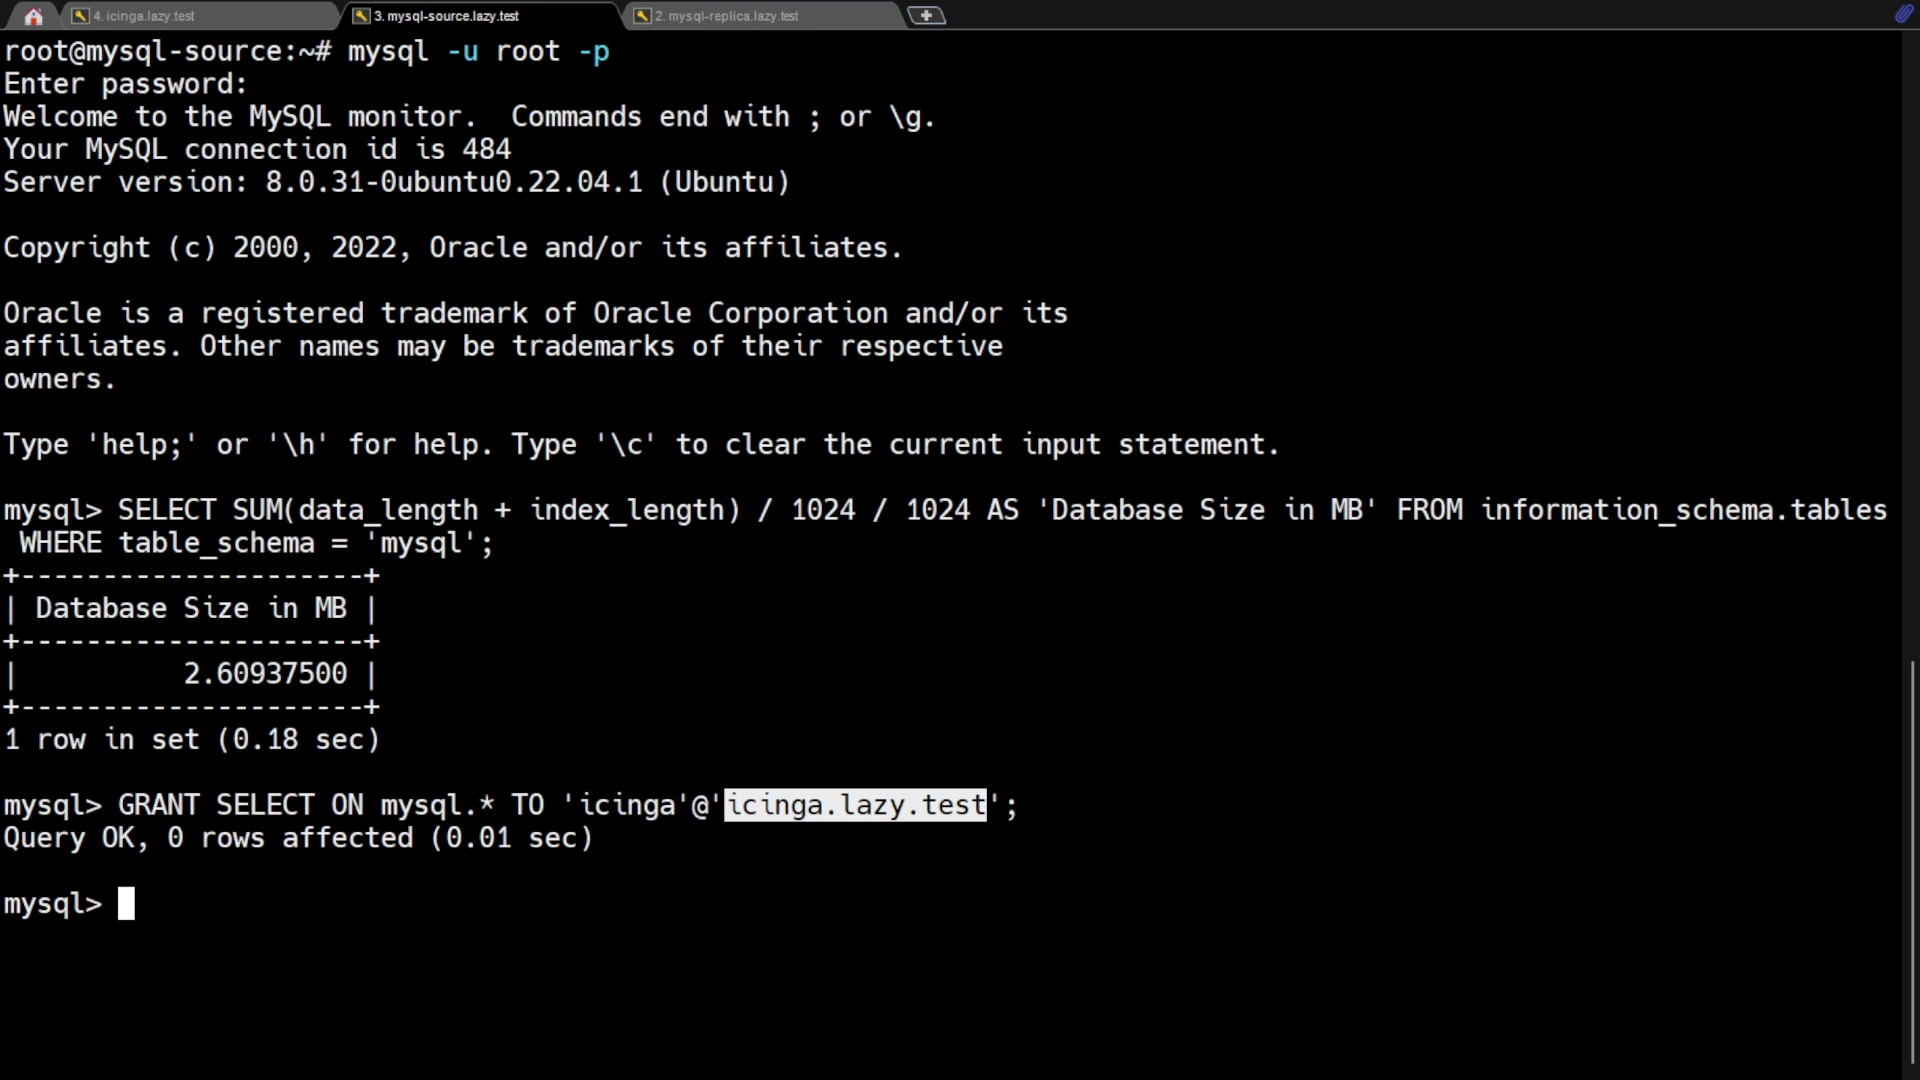 4. icinga.lazy.test
3. mysql-source.lazy.test
2. mysql-replica.lazy.test
root@mysql-source:~# mysql -u root -p
Enter password:
Welcome to the MySQL monitor.  Commands end with ; or \g.
Your MySQL connection id is 484
Server version: 8.0.31-0ubuntu0.22.04.1 (Ubuntu)
Copyright (c) 2000, 2022, Oracle and/or its affiliates.
Oracle is a registered trademark of Oracle Corporation and/or its
affiliates. Other names may be trademarks of their respective
owners.
Type 'help;' or '\h' for help. Type '\c' to clear the current input statement.
mysql> SELECT SUM(data_length + index_length) / 1024 / 1024 AS 'Database Size in MB' FROM information_schema.tables
 WHERE table_schema = 'mysql';
+---------------------+
| Database Size in MB |
+---------------------+
|          2.60937500 |
+---------------------+
1 row in set (0.18 sec)
mysql> GRANT SELECT ON mysql.* TO 'icinga'@'icinga.lazy.test';
Query OK, 0 rows affected (0.01 sec)
mysql>